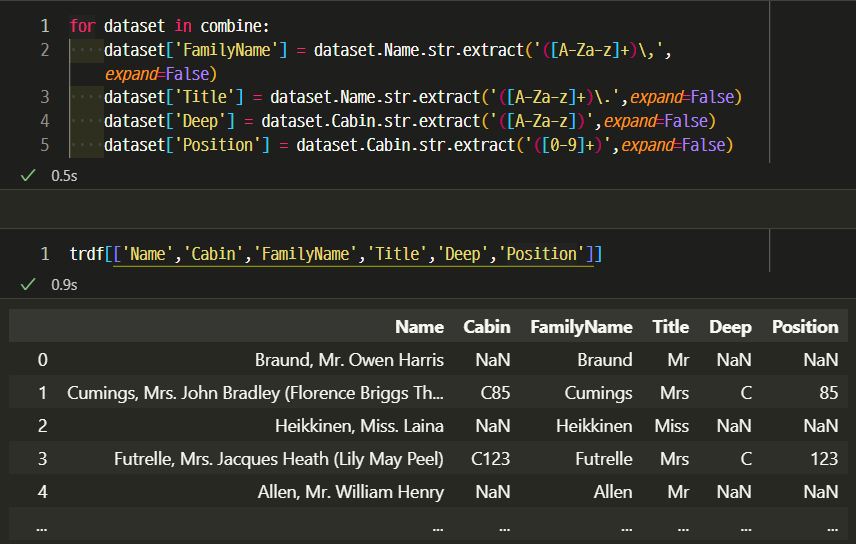 1 for dataset in combine:
2 dataset['FamilyName'] = dataset.Name.str.extract('([A-Za-z]+)\,',
expand=False)
3 dataset['Title'] = dataset.Name.str.extract('([A-Za-z]+)\.',expand=False)
4 dataset['Deep'] = dataset.Cabin.str.extract('([A-Za-z])',expand=False)
5 dataset['Position'] = dataset.Cabin.str.extract('([0-9]+)',expand=False)
0.5s
1 trdf[['Name','Cabin','FamilyName','Title','Deep','Position']]
0.9s
Name Cabin FamilyName Title Deep Position
0 Braund, Mr. Owen Harris NaN Braund Mr NaN NaN
1 Cumings, Mrs. John Bradley (Florence Briggs Th... C85 Cumings Mrs C 85
2 Heikkinen, Miss. Laina NaN Heikkinen Miss NaN NaN
3 Futrelle, Mrs. Jacques Heath (Lily May Peel) C123 Futrelle Mrs C 123
4 Allen, Mr. William Henry NaN Allen Mr NaN NaN
... ... ... ... ... ... ...